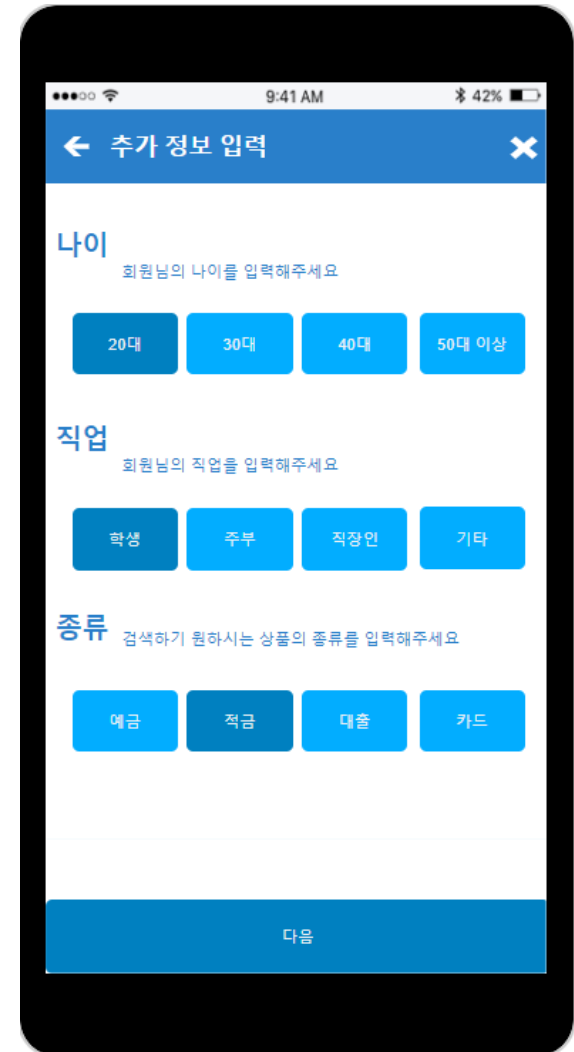 9:41 AM
42%
추가 정보 입력
나이
회원님의 나이를 입력해주세요
20대 30대 40대 50대 이상
직업
회원님의 직업을 입력해주세요
학생 주부 직장인 기타
종류
검색하기 원하시는 상품의 종류를 입력해주세요
예금 적금 대출 카드
다음